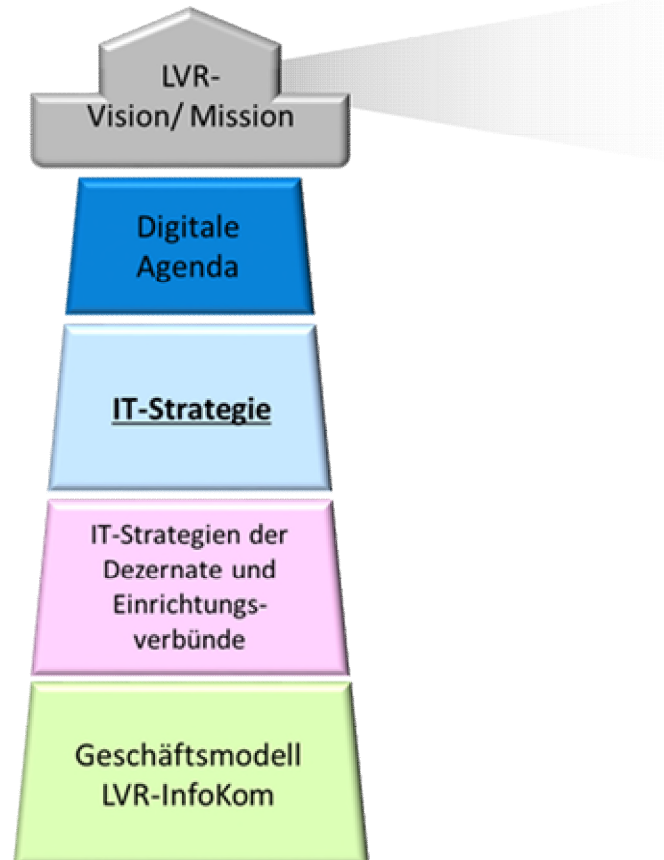 LVR-
Vision/ Mission
Digitale
Agenda
IT-Strategie
IT-Strategien der
Dezernate und
Einrichtungs-
verbünde
Geschäftsmodell
LVR-InfoKom